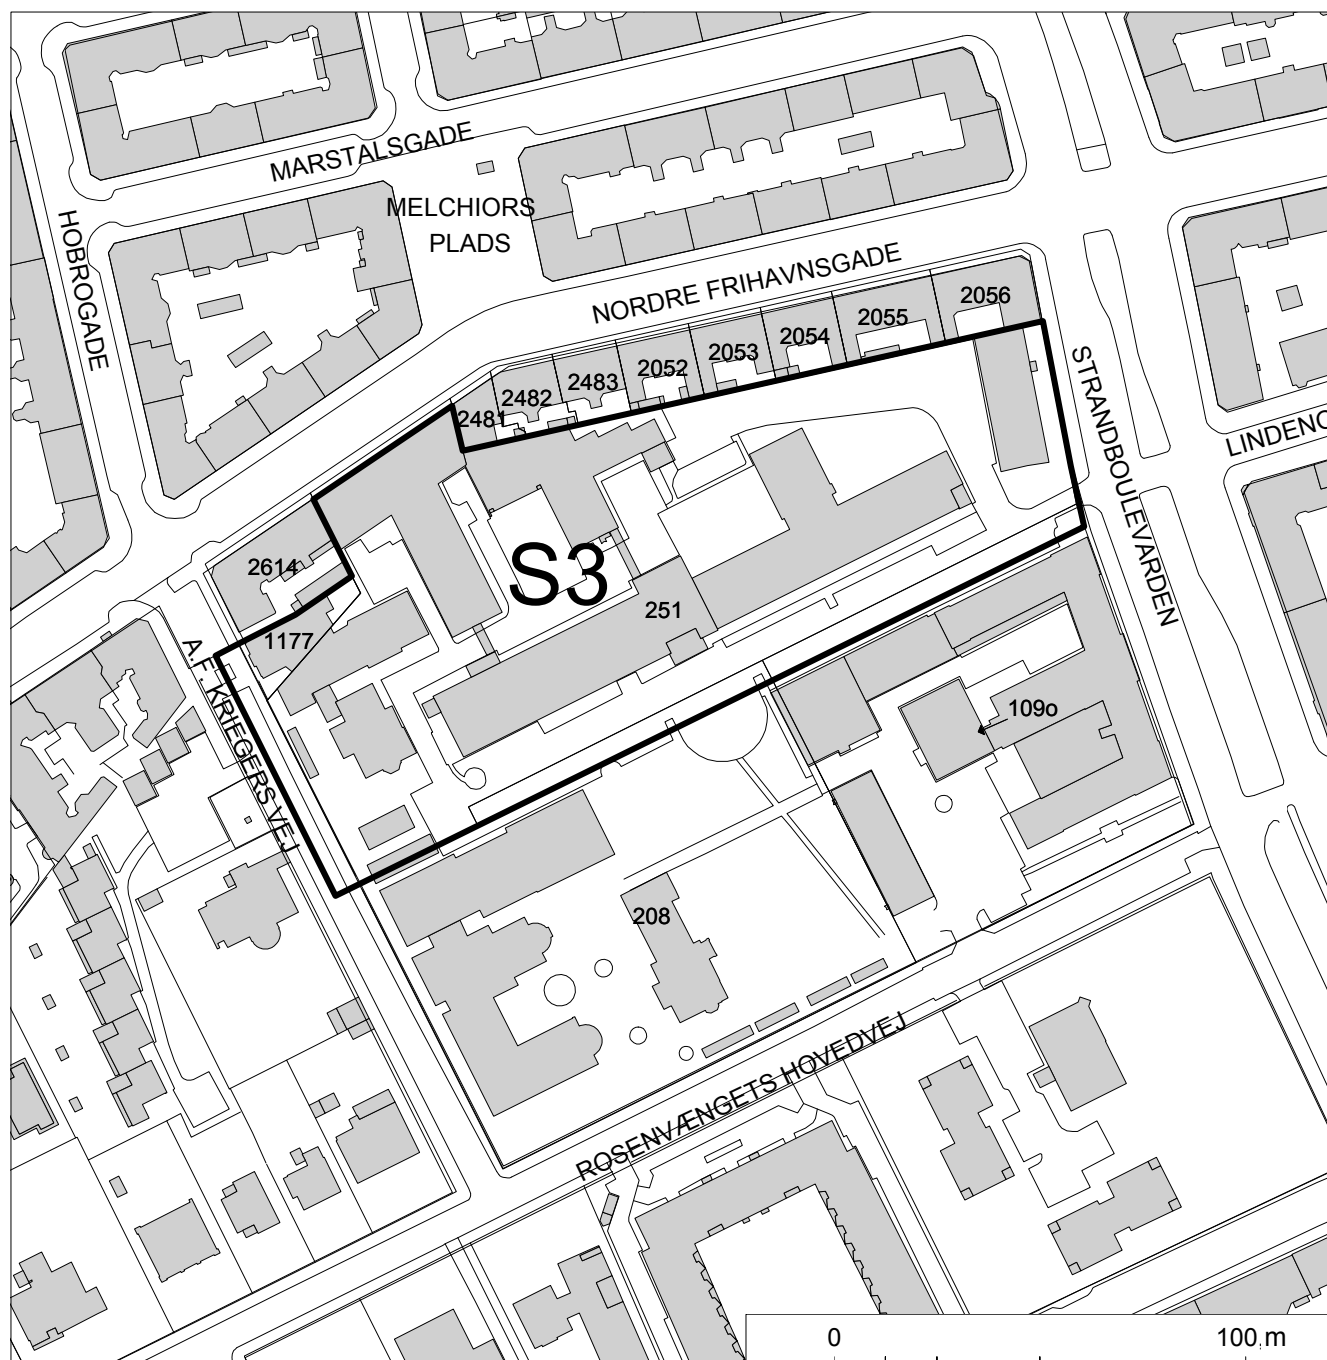 MARSTALSGADE
MELCHIORS
PLADS
HOBROGADE
NORDRE FRIHAVNSGADE
2056
2055
2054
2053
2052
2483
2482
2481
STRANDBOULEVARDEN
LINDENC
S3
2614
251
1177
A.F. KRIEGERS VEJ
109o
208
ROSENVÆNGETS HOVEDVEJ
0 100 m